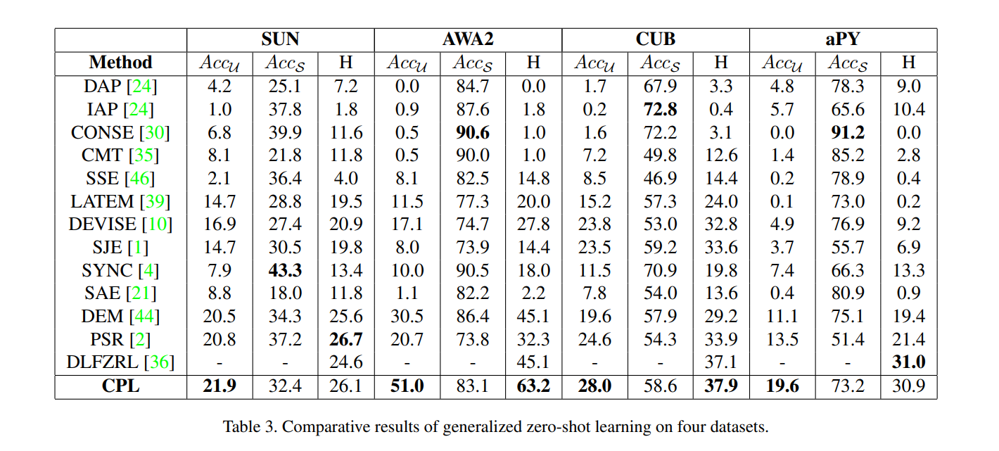 SUN AWA2 CUB aPY
Method Acc_U Acc_S H Acc_U Acc_S H Acc_U Acc_S H Acc_U Acc_S H
DAP [24] 4.2 25.1 7.2 0.0 84.7 0.0 1.7 67.9 3.3 4.8 78.3 9.0
IAP [24] 1.0 37.8 1.8 0.9 87.6 1.8 0.2 72.8 0.4 5.7 65.6 10.4
CONSE [30] 6.8 39.9 11.6 0.5 90.6 1.0 1.6 72.2 3.1 0.0 91.2 0.0
CMT [35] 8.1 21.8 11.8 0.5 90.0 1.0 7.2 49.8 12.6 1.4 85.2 2.8
SSE [46] 2.1 36.4 4.0 8.1 82.5 14.8 8.5 46.9 14.4 0.2 78.9 0.4
LATEM [39] 14.7 28.8 19.5 11.5 77.3 20.0 15.2 57.3 24.0 0.1 73.0 0.2
DEVISE [10] 16.9 27.4 20.9 17.1 74.7 27.8 23.8 53.0 32.8 4.9 76.9 9.2
SJE [1] 14.7 30.5 19.8 8.0 73.9 14.4 23.5 59.2 33.6 3.7 55.7 6.9
SYNC [4] 7.9 43.3 13.4 10.0 90.5 18.0 11.5 70.9 19.8 7.4 66.3 13.3
SAE [21] 8.8 18.0 11.8 1.1 82.2 2.2 7.8 54.0 13.6 0.4 80.9 0.9
DEM [44] 20.5 34.3 25.6 30.5 86.4 45.1 19.6 57.9 29.2 11.1 75.1 19.4
PSR [2] 20.8 37.2 26.7 20.7 73.8 32.3 24.6 54.3 33.9 13.5 51.4 21.4
DLFZRL [36] - - 24.6 - - 45.1 - - 37.1 - - 31.0
CPL 21.9 32.4 26.1 51.0 83.1 63.2 28.0 58.6 37.9 19.6 73.2 30.9
Table 3. Comparative results of generalized zero-shot learning on four datasets.